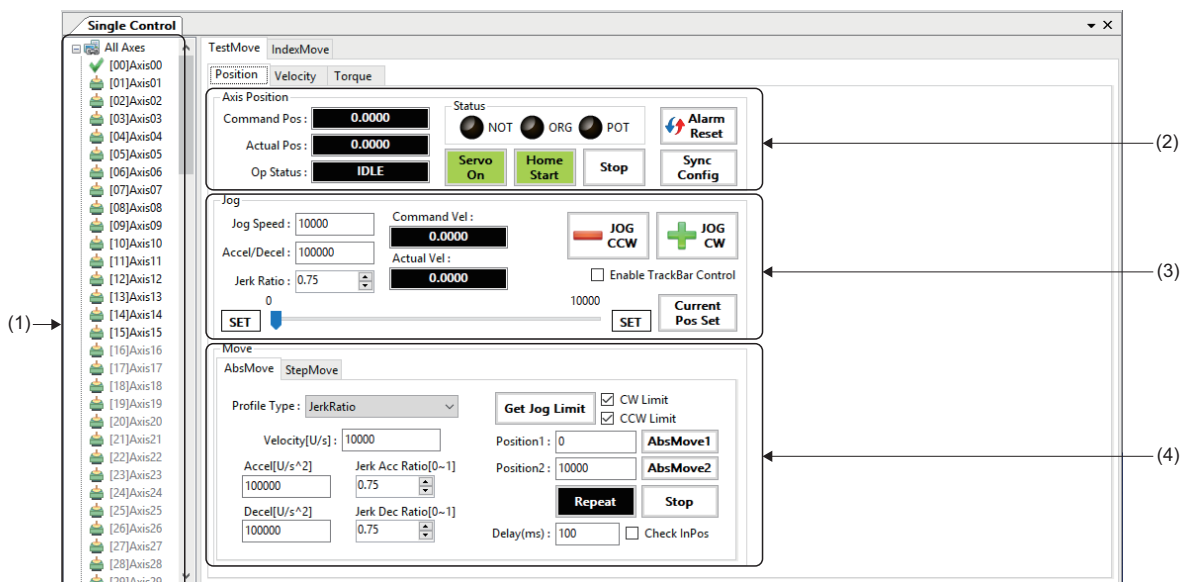 Single Control
(1)
All Axes
[00]Axis00
[01]Axis01
[02]Axis02
[03]Axis03
[04]Axis04
[05]Axis05
[06]Axis06
[07]Axis07
[08]Axis08
[09]Axis09
[10]Axis10
[11]Axis11
[12]Axis12
[13]Axis13
[14]Axis14
[15]Axis15
[16]Axis16
[17]Axis17
[18]Axis18
[19]Axis19
[20]Axis20
[21]Axis21
[22]Axis22
[23]Axis23
[24]Axis24
[25]Axis25
[26]Axis26
[27]Axis27
[28]Axis28
[29]Axis29
TestMove IndexMove
Position Velocity Torque
(2)
Axis Position
Command Pos : 0.0000
Actual Pos : 0.0000
Op Status : IDLE
Status
NOT ORG POT
Servo On
Home Start
Stop
Alarm Reset
Sync Config
(3)
Jog
Jog Speed : 10000
Accel/Decel : 100000
Jerk Ratio : 0.75
Command Vel :
0.0000
Actual Vel :
0.0000
JOG CCW
JOG CW
Enable TrackBar Control
0 10000
SET SET
Current Pos Set
(4)
Move
AbsMove StepMove
Profile Type : JerkRatio
Velocity[U/s] : 10000
Accel[U/s^2] Jerk Acc Ratio[0~1]
100000 0.75
Decel[U/s^2] Jerk Dec Ratio[0~1]
100000 0.75
Get Jog Limit
CW Limit
CCW Limit
Position1 : 0 AbsMove1
Position2 : 10000 AbsMove2
Repeat Stop
Delay(ms) : 100 Check InPos